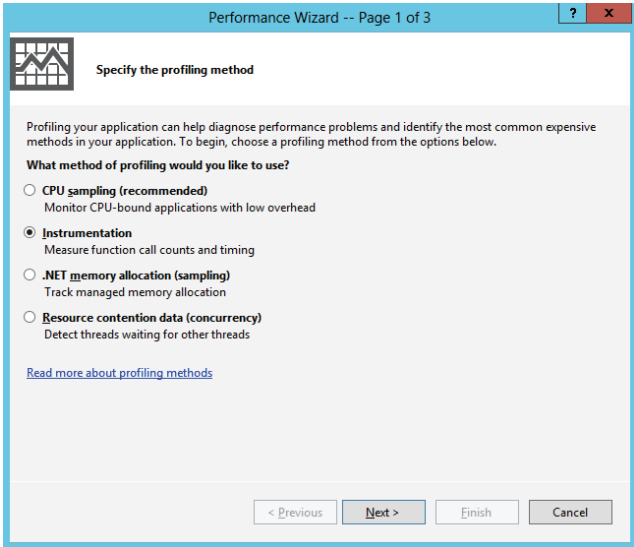 Performance Wizard -- Page 1 of 3
? x
Specify the profiling method
Profiling your application can help diagnose performance problems and identify the most common expensive
methods in your application. To begin, choose a profiling method from the options below.
What method of profiling would you like to use?
CPU sampling (recommended)
Monitor CPU-bound applications with low overhead
Instrumentation
Measure function call counts and timing
.NET memory allocation (sampling)
Track managed memory allocation
Resource contention data (concurrency)
Detect threads waiting for other threads
Read more about profiling methods
< Previous Next > Finish Cancel